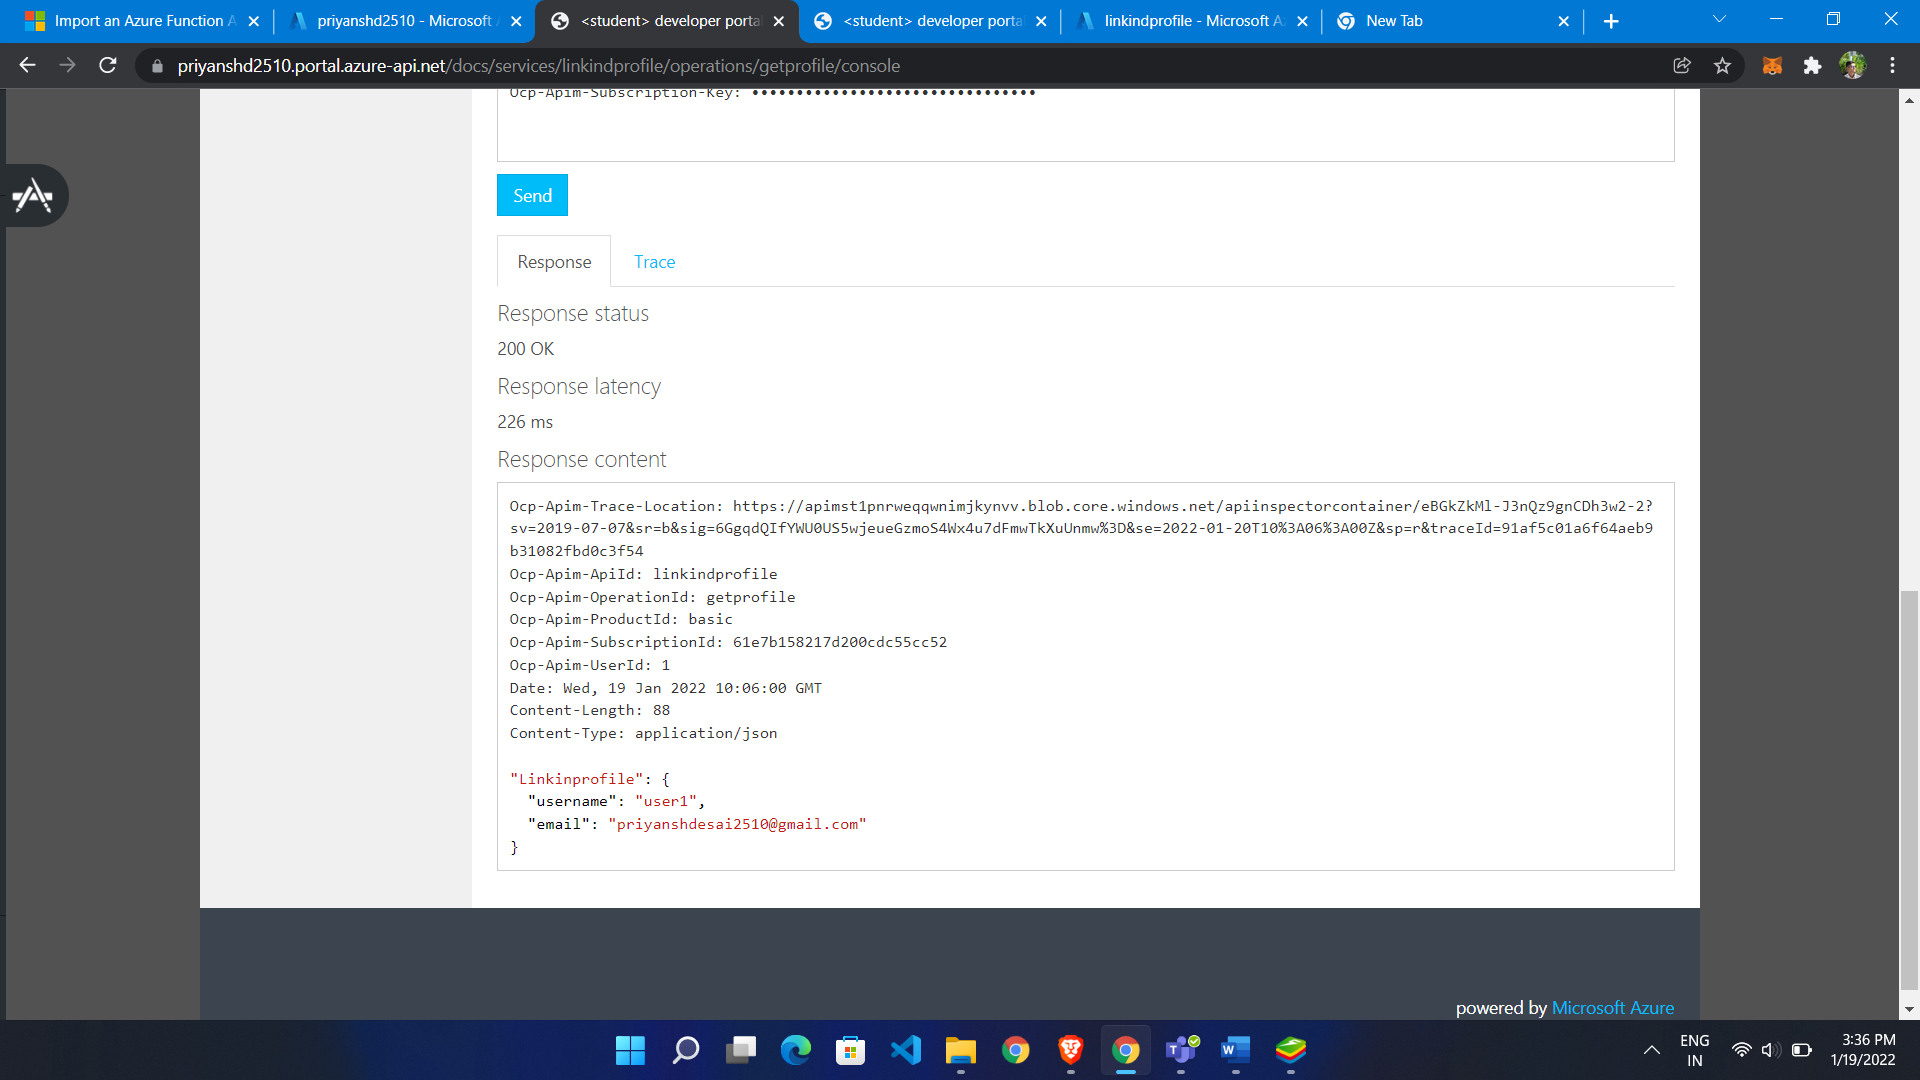 Import an Azure Function A
priyanshd2510 - Microsoft A
<student> developer porta
<student> developer porta
linkindprofile - Microsoft A
New Tab
priyanshd2510.portal.azure-api.net/docs/services/linkindprofile/operations/getprofile/console
Ocp-Apim-Subscription-Key: ••••••••••••••••••••••••••••••••
Send
Response
Trace
Response status
200 OK
Response latency
226 ms
Response content
Ocp-Apim-Trace-Location: https://apimst1pnrweqqwnimjkynvv.blob.core.windows.net/apiinspectorcontainer/eBGkZkMl-J3nQz9gnCDh3w2-2?
sv=2019-07-07&sr=b&sig=6GgqdQIfYWU0US5wjeueGzmoS4Wx4u7dFmwTkXuUnmw%3D&se=2022-01-20T10%3A06%3A00Z&sp=r&traceId=91af5c01a6f64aeb9
b31082fbd0c3f54
Ocp-Apim-ApiId: linkindprofile
Ocp-Apim-OperationId: getprofile
Ocp-Apim-ProductId: basic
Ocp-Apim-SubscriptionId: 61e7b158217d200cdc55cc52
Ocp-Apim-UserId: 1
Date: Wed, 19 Jan 2022 10:06:00 GMT
Content-Length: 88
Content-Type: application/json
"Linkinprofile": {
"username": "user1",
"email": "priyanshdesai2510@gmail.com"
}
powered by Microsoft Azure
ENG
IN
3:36 PM
1/19/2022